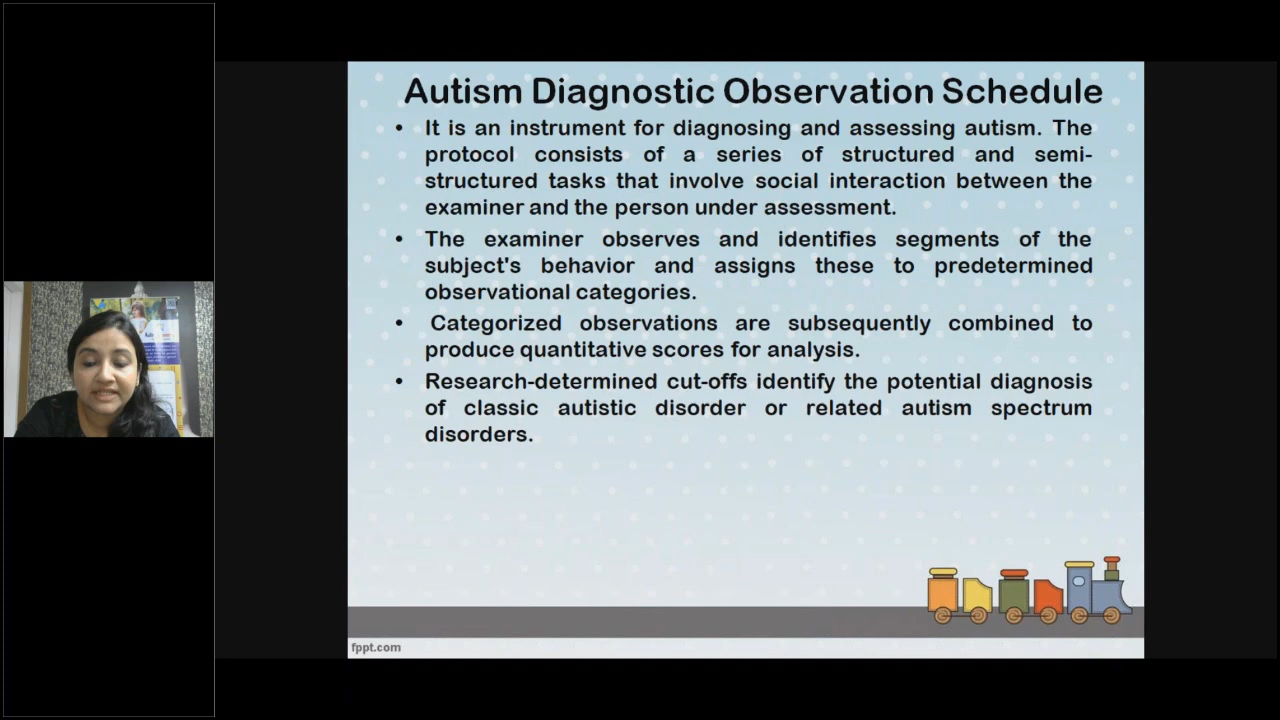 Autism Diagnostic Observation Schedule
• It is an instrument for diagnosing and assessing autism. The
protocol consists of a series of structured and semi-
structured tasks that involve social interaction between the
examiner and the person under assessment.
• The examiner observes and identifies segments of the
subject's behavior and assigns these to predetermined
observational categories.
• Categorized observations are subsequently combined to
produce quantitative scores for analysis.
• Research-determined cut-offs identify the potential diagnosis
of classic autistic disorder or related autism spectrum
disorders.
fppt.com